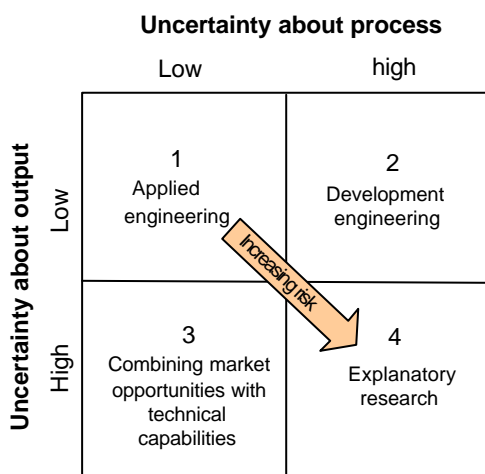 Uncertainty about process
Low
high
Uncertainty about output
Low
High
1
Applied
engineering
2
Development
engineering
Increasing risk
3
Combining market
opportunities with
technical
capabilities
4
Explanatory
research